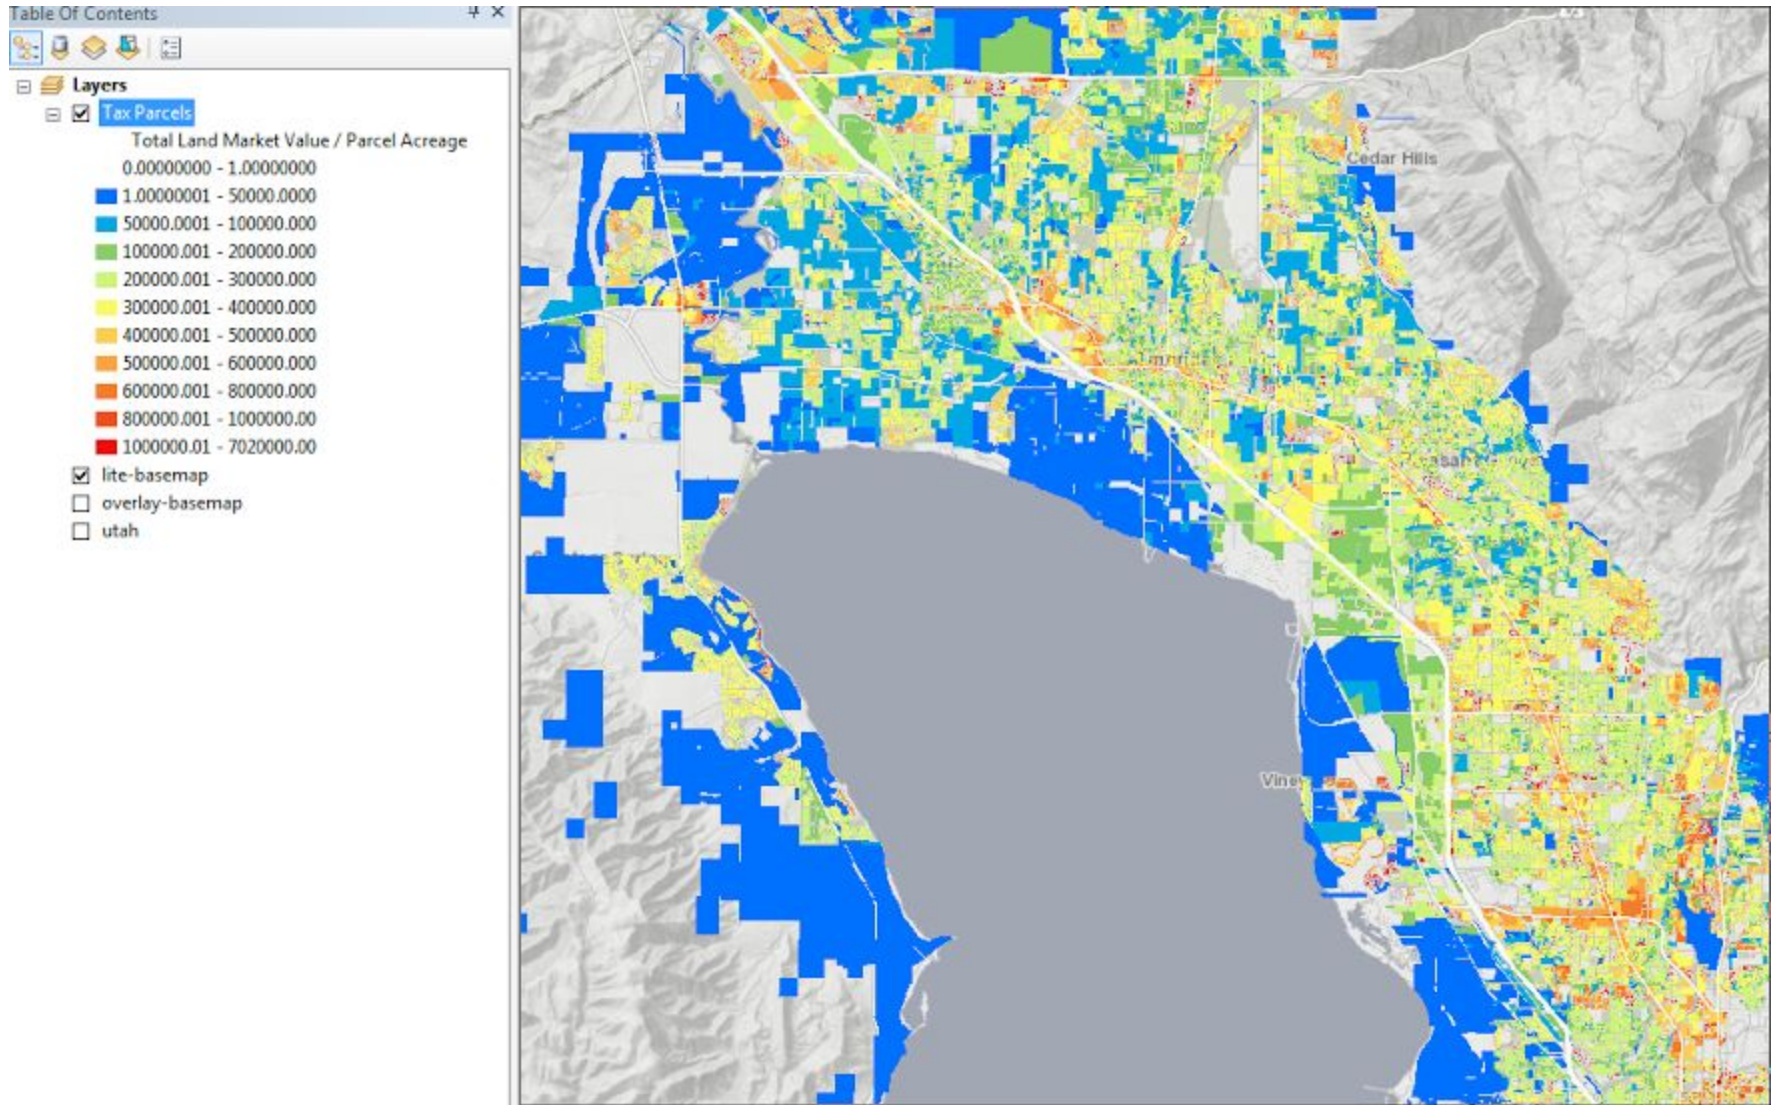 Table Of Contents
Layers
Tax Parcels
Total Land Market Value / Parcel Acreage
0.00000000 - 1.00000000
1.00000001 - 50000.0000
50000.0001 - 100000.000
100000.001 - 200000.000
200000.001 - 300000.000
300000.001 - 400000.000
400000.001 - 500000.000
500000.001 - 600000.000
600000.001 - 800000.000
800000.001 - 1000000.00
1000000.01 - 7020000.00
lite-basemap
overlay-basemap
utah
Cedar Hills